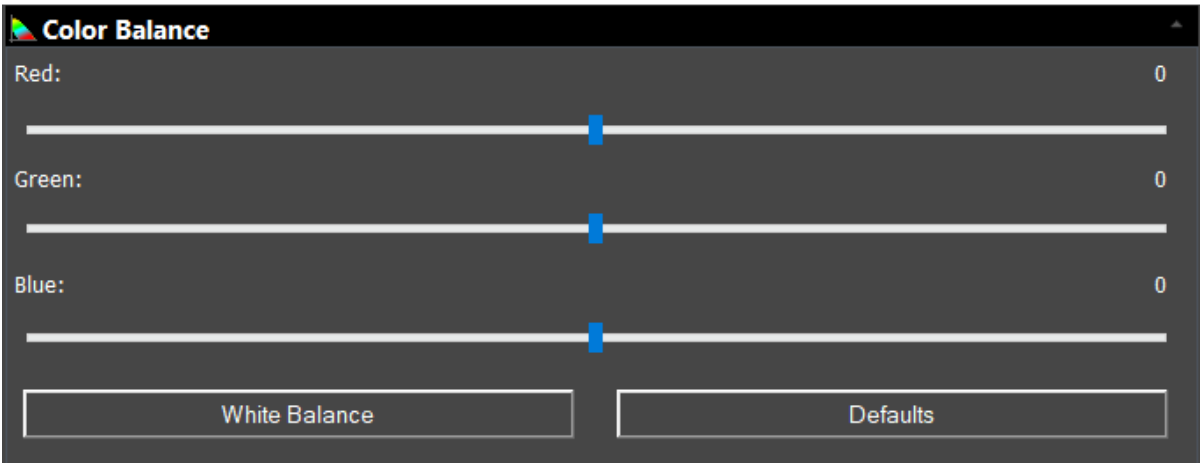 Color Balance
Red: 0
Green: 0
Blue: 0
White Balance Defaults